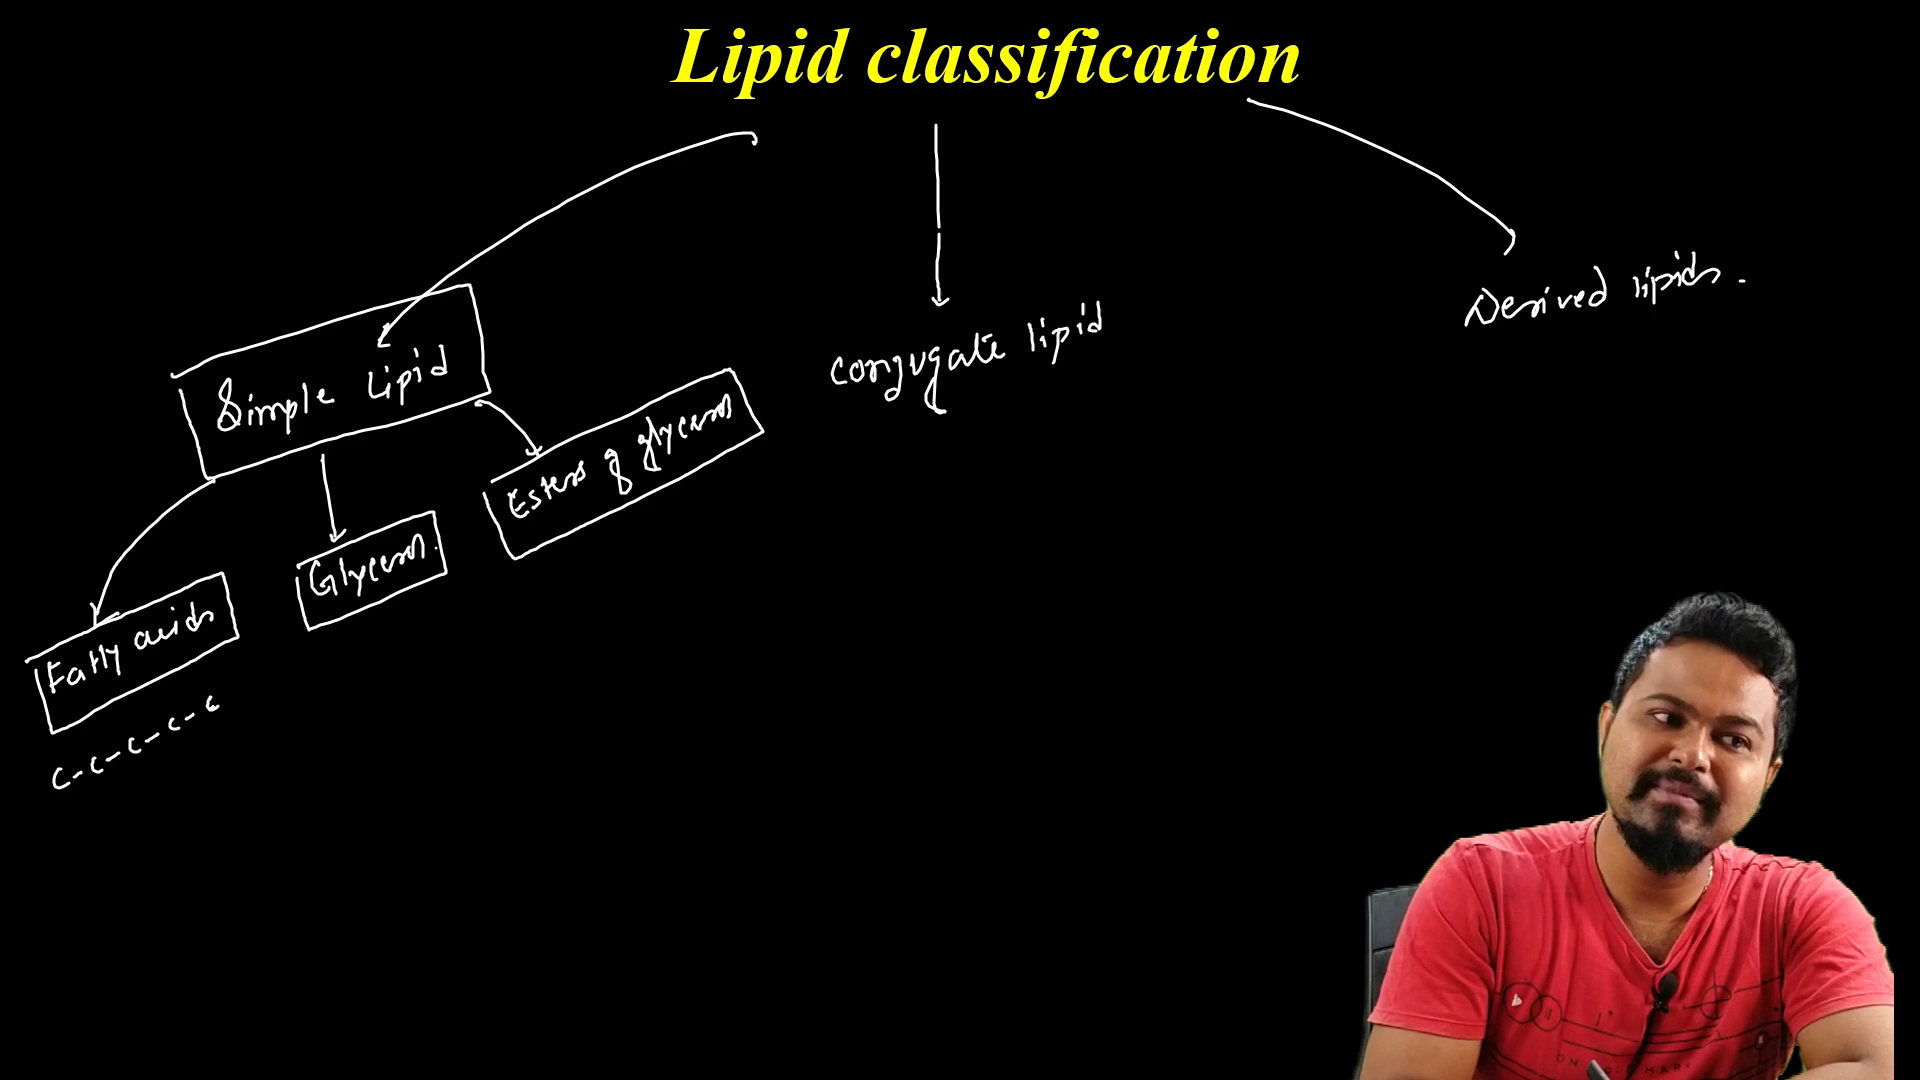 Lipid classification
Simple Lipid
conjugate lipid
Derived lipids.
Fatty acids
Glycerol.
Esters of glycerol
C-C-C-C-C